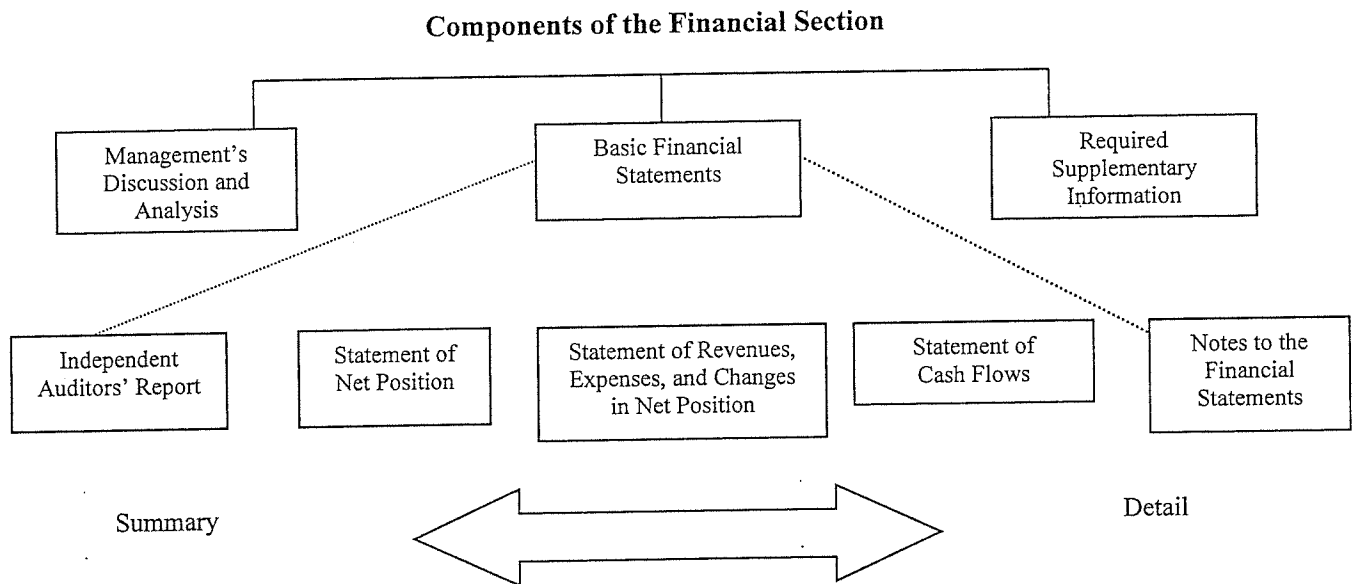 Components of the Financial Section
Management's
Discussion and
Analysis
Basic Financial
Statements
Required
Supplementary
Information
Independent
Auditors' Report
Statement of
Net Position
Statement of Revenues,
Expenses, and Changes
in Net Position
Statement of
Cash Flows
Notes to the
Financial
Statements
Summary
Detail